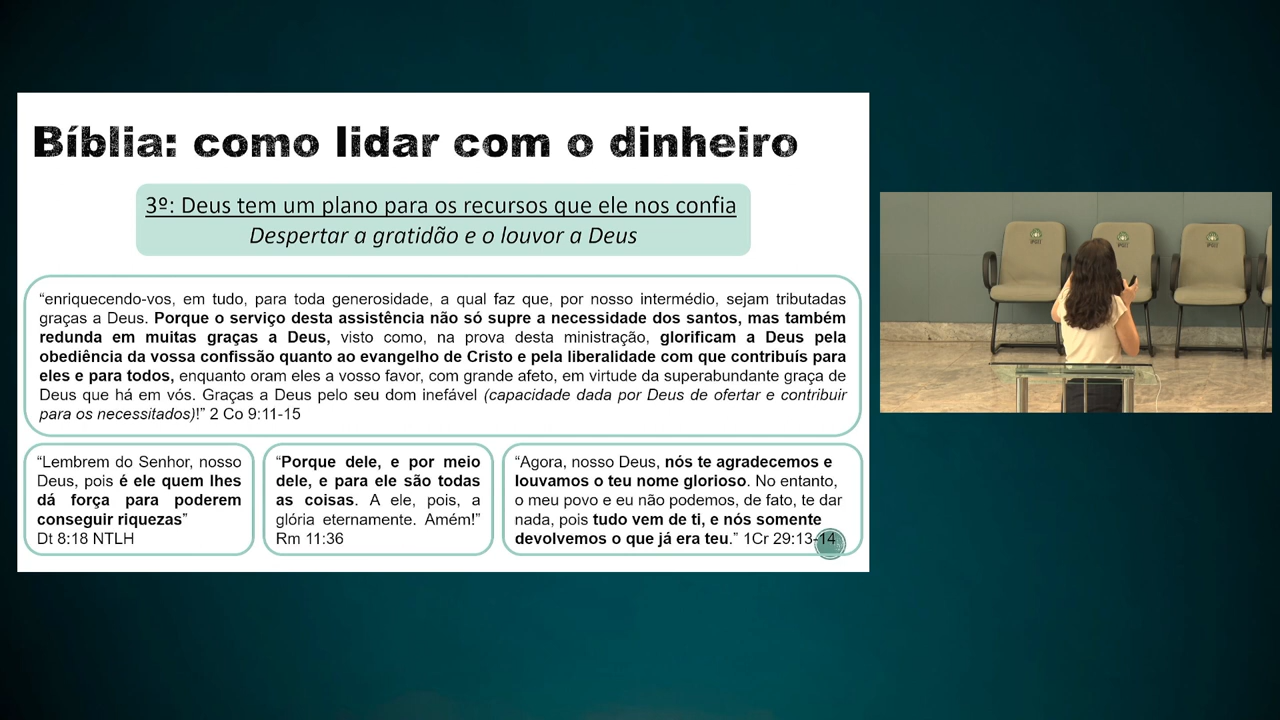 Bíblia: como lidar com o dinheiro
3º: Deus tem um plano para os recursos que ele nos confia
Despertar a gratidão e o louvor a Deus
“enriquecendo-vos, em tudo, para toda generosidade, a qual faz que, por nosso intermédio, sejam tributadas
graças a Deus. Porque o serviço desta assistência não só supre a necessidade dos santos, mas também
redunda em muitas graças a Deus, visto como, na prova desta ministração, glorificam a Deus pela
obediência da vossa confissão quanto ao evangelho de Cristo e pela liberalidade com que contribuís para
eles e para todos, enquanto oram eles a vosso favor, com grande afeto, em virtude da superabundante graça de
Deus que há em vós. Graças a Deus pelo seu dom inefável (capacidade dada por Deus de ofertar e contribuir
para os necessitados)!” 2 Co 9:11-15
“Lembrem do Senhor, nosso
Deus, pois é ele quem lhes
dá força para poderem
conseguir riquezas”
Dt 8:18 NTLH
“Porque dele, e por meio
dele, e para ele são todas
as coisas. A ele, pois, a
glória eternamente. Amém!”
Rm 11:36
“Agora, nosso Deus, nós te agradecemos e
louvamos o teu nome glorioso. No entanto,
o meu povo e eu não podemos, de fato, te dar
nada, pois tudo vem de ti, e nós somente
devolvemos o que já era teu.” 1Cr 29:13-14